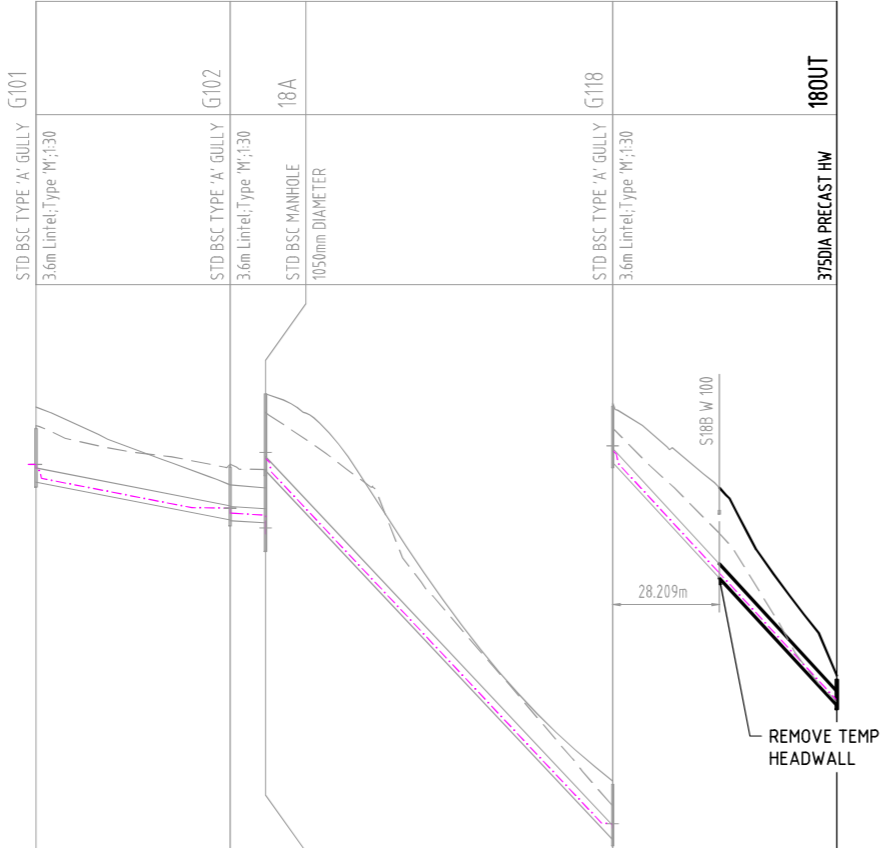 G101
STD BSC TYPE 'A' GULLY
3.6m Lintel;Type 'M';1:30
G102
STD BSC TYPE 'A' GULLY
3.6m Lintel;Type 'M';1:30
18A
STD BSC MANHOLE
1050mm DIAMETER
G118
STD BSC TYPE 'A' GULLY
3.6m Lintel;Type 'M';1:30
18OUT
375DIA PRECAST HW
S18B W 100
28.209m
REMOVE TEMP
HEADWALL